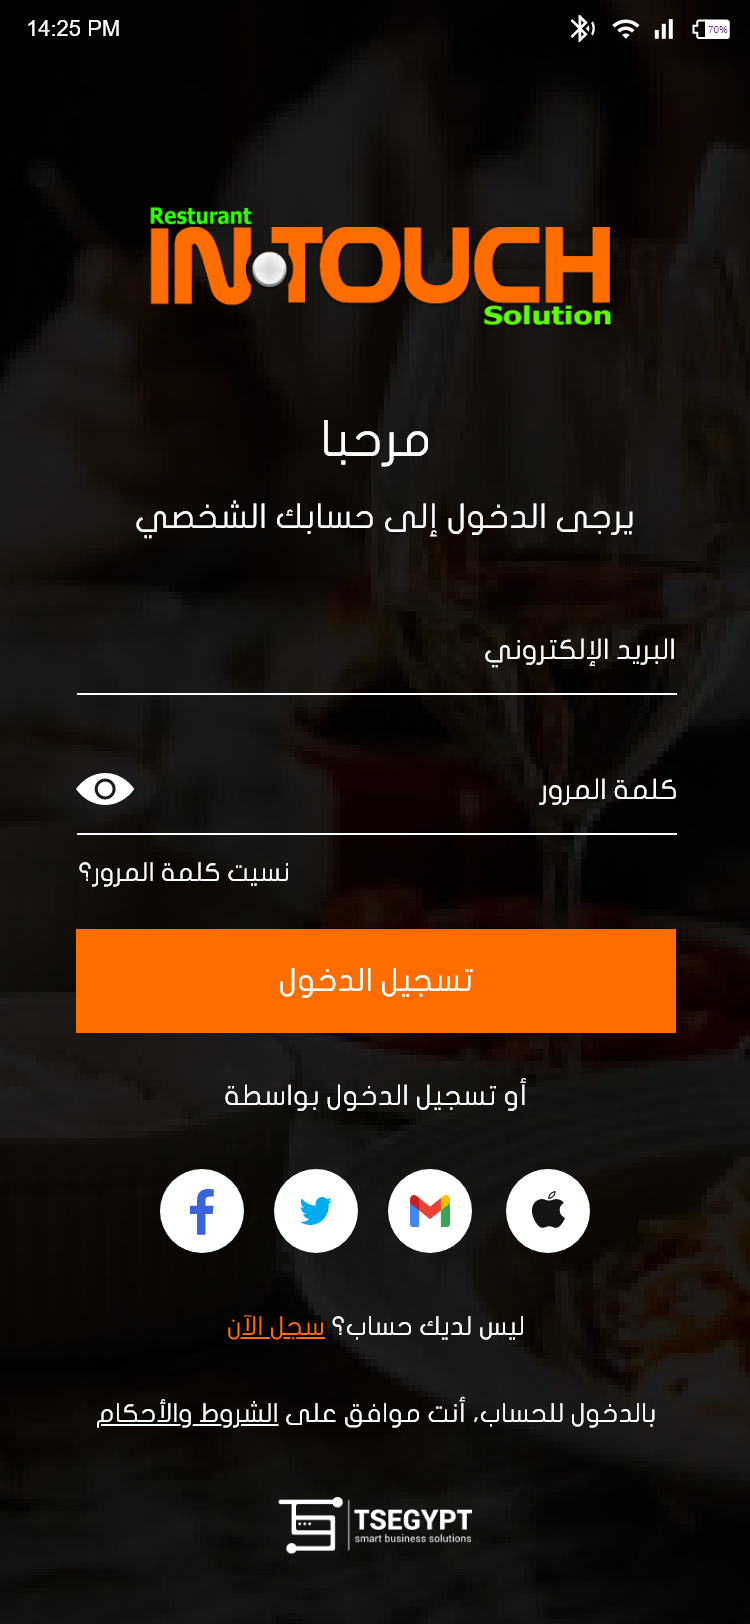 14:25 PM
70%
Resturant
IN•TOUCH
Solution
مرحبا
يرجى الدخول إلى حسابك الشخصي
البريد الإلكتروني
كلمة المرور
نسيت كلمة المرور؟
تسجيل الدخول
أو تسجيل الدخول بواسطة
ليس لديك حساب؟ سجل الآن
بالدخول للحساب، أنت موافق على الشروط والأحكام
TSEGYPT
smart business solutions